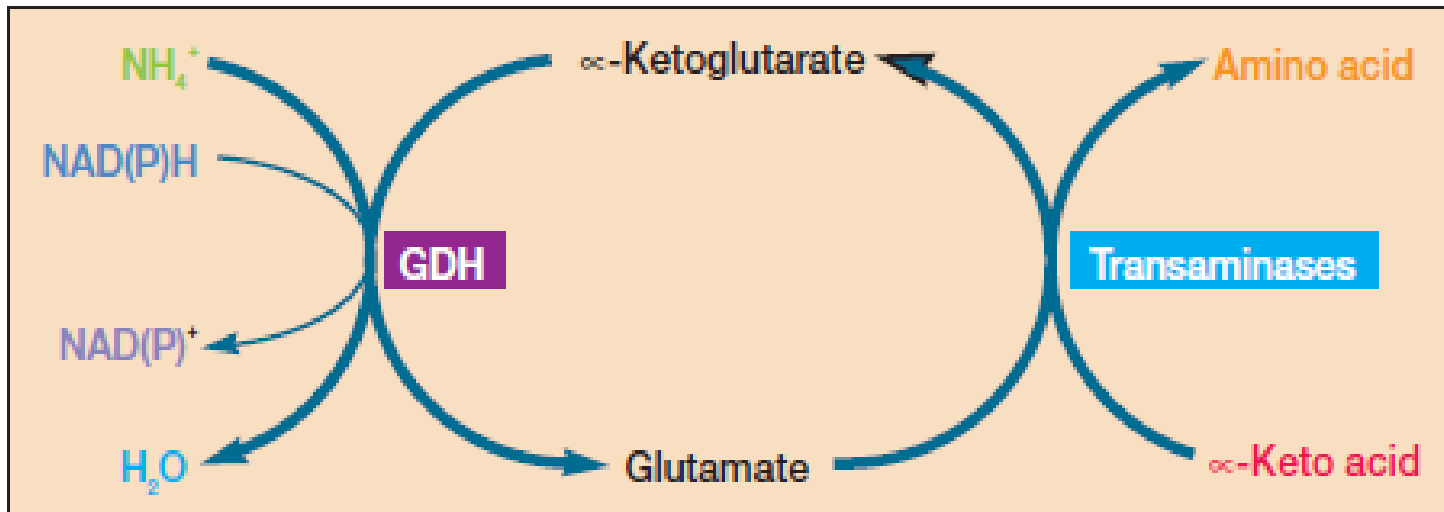 NH₄⁺
∝-Ketoglutarate
Amino acid
NAD(P)H
GDH
Transaminases
NAD(P)⁺
H₂O
Glutamate
∝-Keto acid